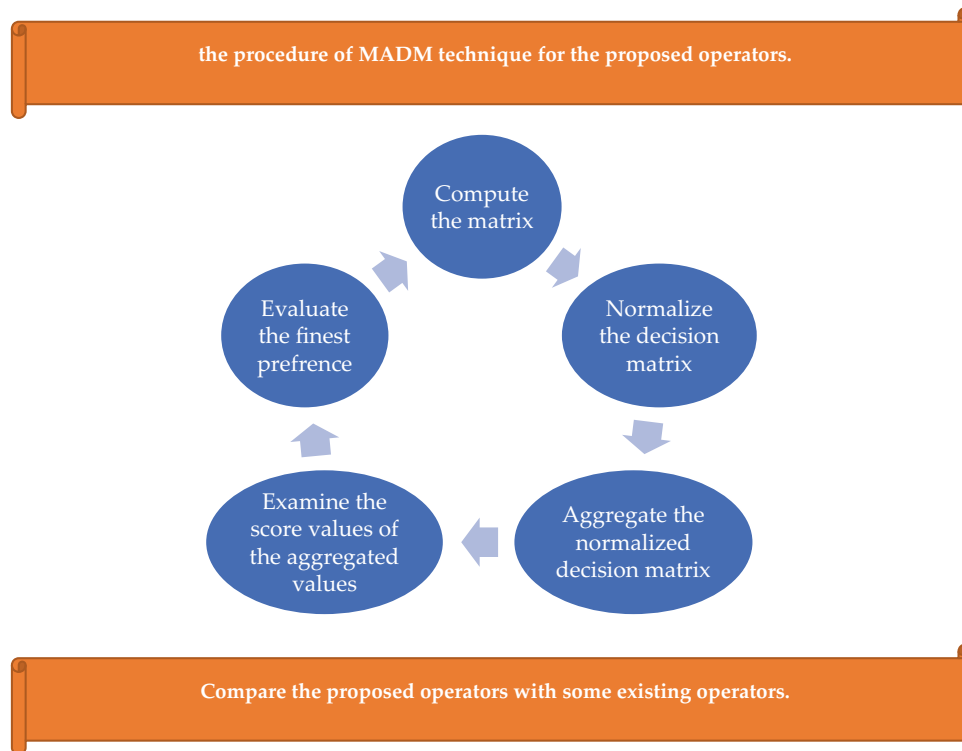 the procedure of MADM technique for the proposed operators.
Compute
the matrix
Normalize
the decision
matrix
Aggregate the
normalized
decision matrix
Examine the
score values of
the aggregated
values
Evaluate
the finest
prefrence
Compare the proposed operators with some existing operators.